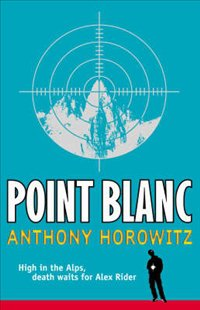 POINT BLANC
ANTHONY HOROWITZ
High in the Alps,
death waits for Alex Rider